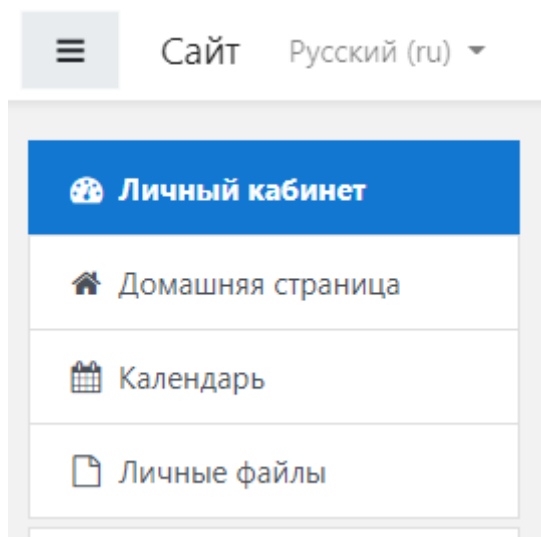 Сайт Русский (ru)
Личный кабинет
Домашняя страница
Календарь
Личные файлы